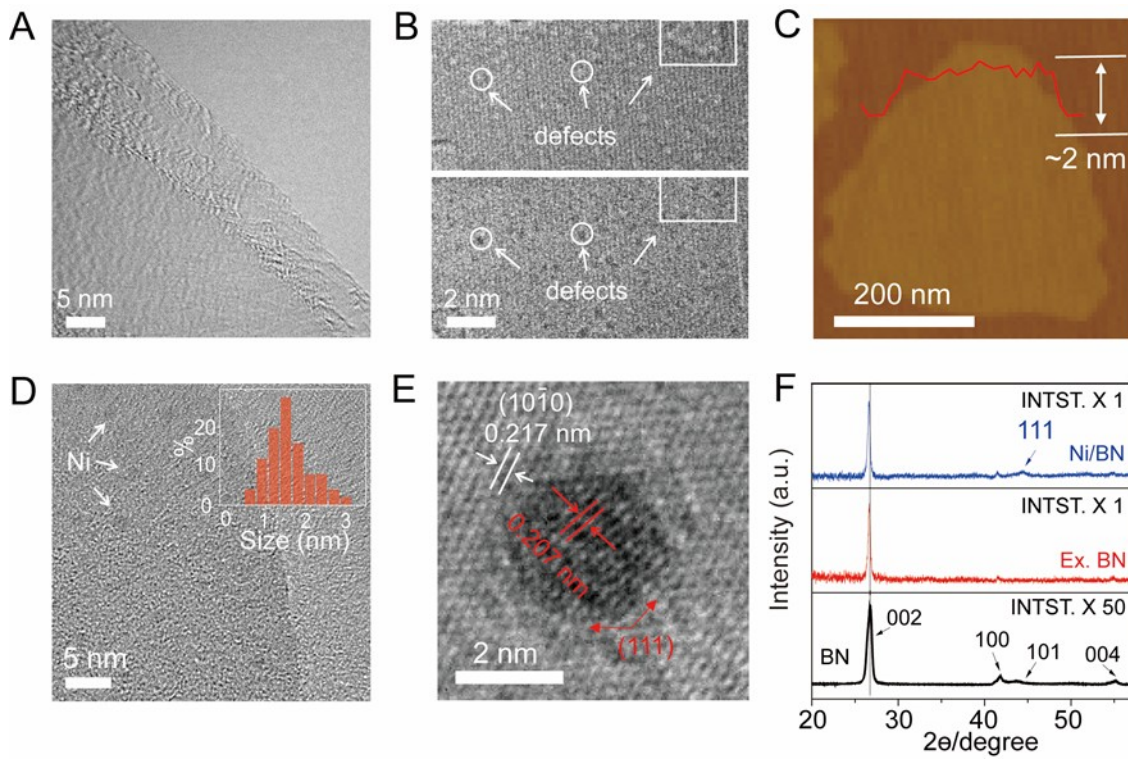 A
5 nm
B
defects
defects
2 nm
C
~2 nm
200 nm
D
Ni
%
20
10
0
0 1 2 3
Size (nm)
5 nm
E
(101̄0)
0.217 nm
0.207 nm
(111)
2 nm
F
INTST. X 1
111
Ni/BN
INTST. X 1
Ex. BN
INTST. X 50
002
BN
100
101
004
Intensity (a.u.)
20 30 40 50
2ө/degree